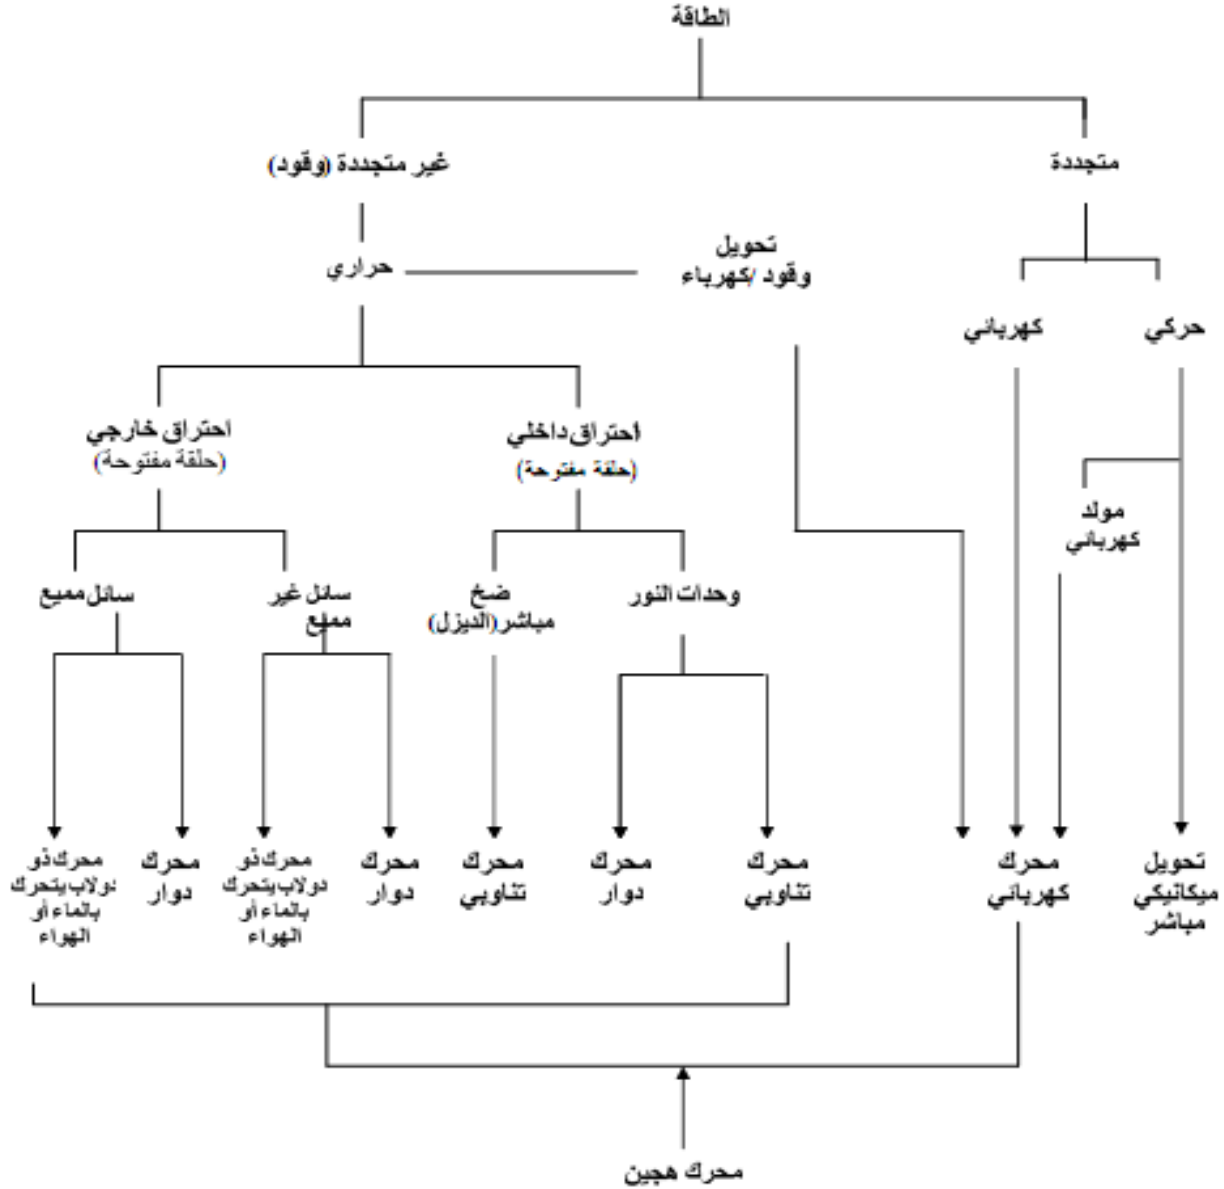 الطاقة
متجددة
غير متجددة (وقود)
تحويل
وقود /كهرباء
حراري
حركي
كهربائي
أحتراق داخلي
(حلقة مفتوحة)
احتراق خارجي
(حلقة مفتوحة)
مولد
كهربائي
وحدات النور
ضخ
مباشر(الديزل)
سائل غير
مميع
سائل مميع
تحويل
ميكانيكي
مباشر
محرك
كهربائي
محرك
تناوبي
محرك
دوار
محرك
تناوبي
محرك
دوار
محرك ذو
دولاب يتحرك
بالماء أو
الهواء
محرك
دوار
محرك ذو
دولاب يتحرك
بالماء أو
الهواء
محرك هجين